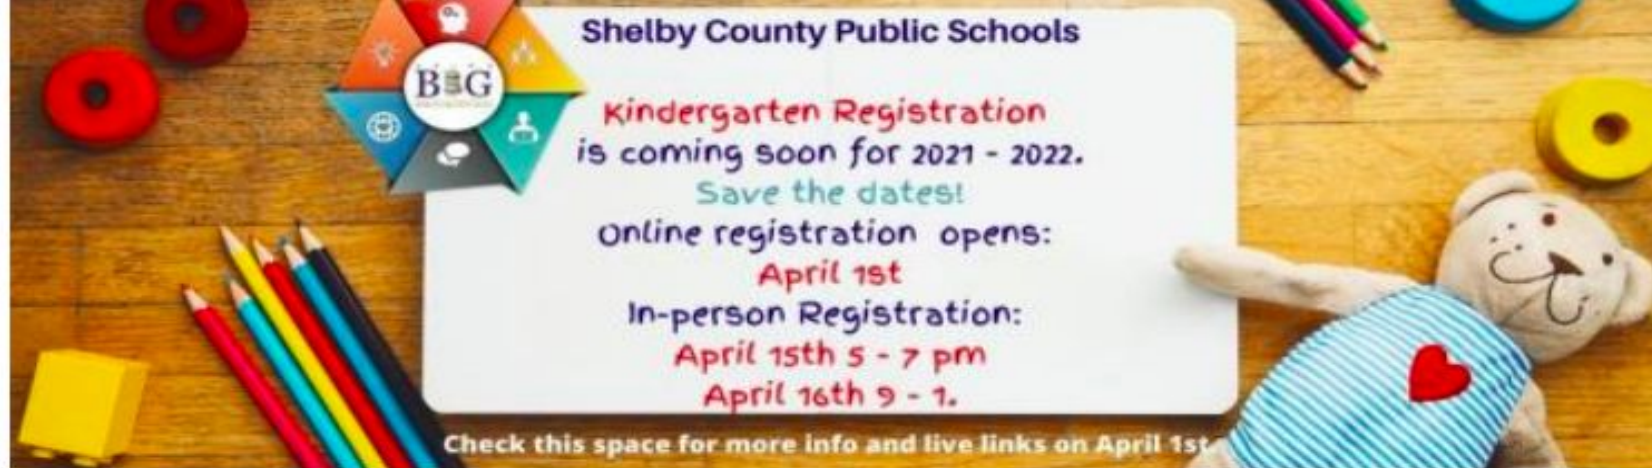 Shelby County Public Schools
B G
Kindergarten Registration
is coming soon for 2021 - 2022.
Save the dates!
Online registration opens:
April 1st
In-person Registration:
April 15th 5 - 7 pm
April 16th 9 - 1.
Check this space for more info and live links on April 1st.